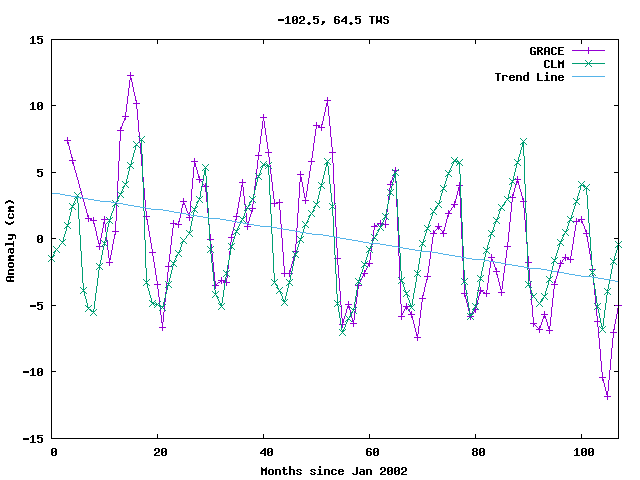 -102.5, 64.5 TWS
GRACE
CLM
Trend Line
15
10
5
0
-5
-10
-15
Anomaly (cm)
0 20 40 60 80 100
Months since Jan 2002